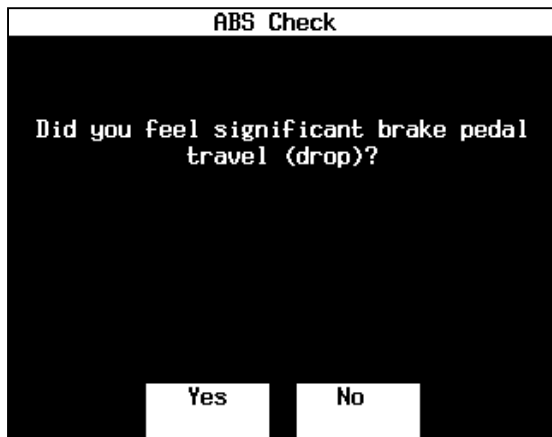 ABS Check
Did you feel significant brake pedal
travel (drop)?
Yes No